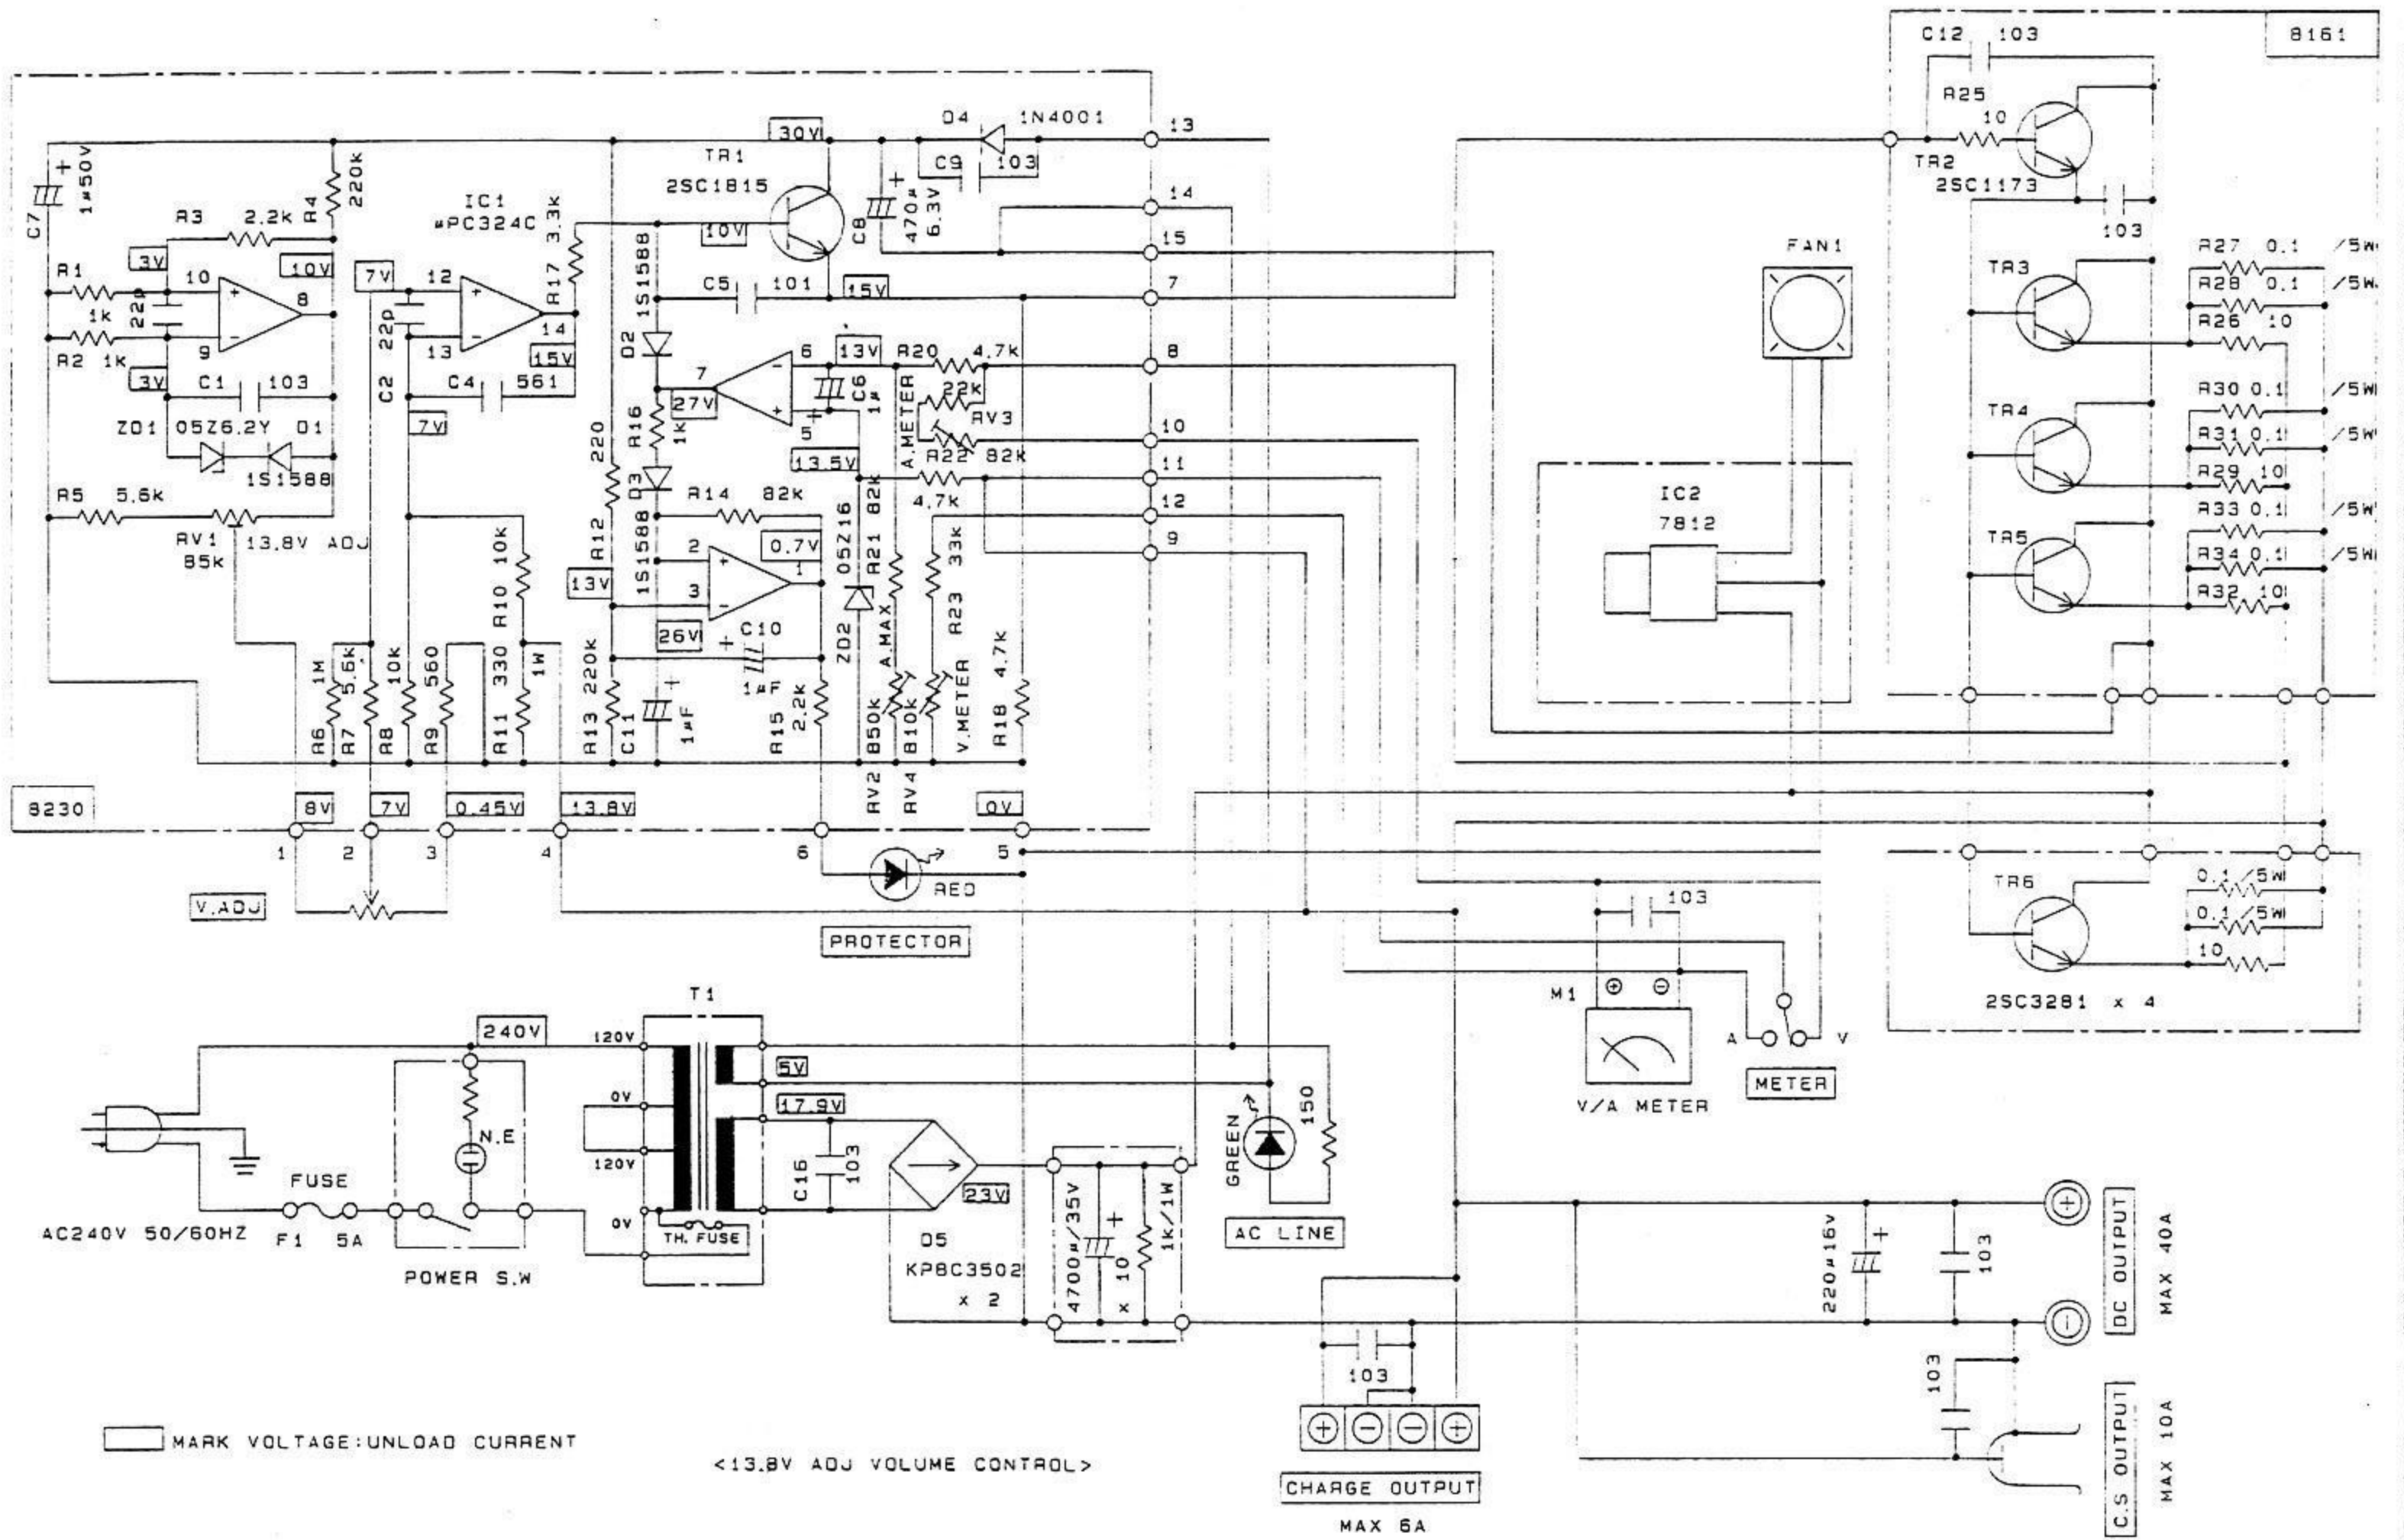 C12 103
8161
R25
10
TR2
2SC1173
103
D4 1N4001
13
30V
TR1
2SC1815
C9 103
14
15
470µ
6.3V
C8
C7
1µ50V
R3 2.2k
R4
220k
IC1
µPC324C
R17 3.3k
10V
3V
10V
R1
1k
10
8
9
22p
R2 1k
3V
C1 103
ZD1 05Z6.2Y D1
1S1588
R5 5.6k
RV1
13.8V ADJ
7V
12
13
14
15V
22p
C2
C4 561
7V
1S1588
D2
C5 101
15V
7
6
13V
7
27V
5
13.5V
C6
1µ
A.METER
R20 4.7k
22k
RV3
82k
R22
4.7k
8
10
11
12
9
R16
1k
D3
1S1588
220
R12
13V
R14 82k
2
3
1
0.7V
26V
C10
1µF
05Z16
ZD2
R21 82k
A.MAX
R23 33k
V.METER
R18 4.7k
R10 10k
R6 1M
R7 5.6k
R8 10k
R9 560
R11 330
1W
R13 220k
C11
1µF
R15
2.2k
RV2 B50k
RV4 B10k
8230
8V
7V
0.45V
13.8V
0V
1
2
3
4
6
5
V.ADJ
RED
PROTECTOR
FAN1
IC2
7812
TR3
R27 0.1 /5W
R28 0.1 /5W
R26 10
TR4
R30 0.1 /5W
R31 0.1 /5W
R29 10
TR5
R33 0.1 /5W
R34 0.1 /5W
R32 10
TR6
0.1/5W
0.1/5W
10
2SC3281 x 4
103
M1
+ -
A
V
METER
V/A METER
T1
240V
120V
0V
120V
0V
TH. FUSE
5V
17.9V
N.E
FUSE
F1 5A
AC240V 50/60HZ
POWER S.W
C16
103
23V
D5
KPBC3502
x 2
4700µ/35V
+
x 10
1K/1W
GREEN
150
AC LINE
220µ16V
+
103
DC OUTPUT
MAX 40A
103
103
C.S OUTPUT
MAX 10A
+ - - +
CHARGE OUTPUT
MAX 6A
MARK VOLTAGE:UNLOAD CURRENT
<13.8V ADJ VOLUME CONTROL>